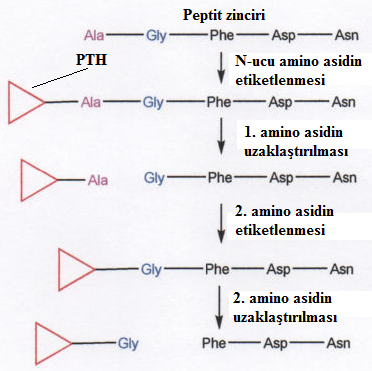 Peptit zinciri
Ala Gly Phe Asp Asn
PTH
N-ucu amino asidin
etiketlenmesi
Ala Gly Phe Asp Asn
1. amino asidin
uzaklaştırılması
Ala Gly Phe Asp Asn
2. amino asidin
etiketlenmesi
Gly Phe Asp Asn
2. amino asidin
uzaklaştırılması
Gly Phe Asp Asn